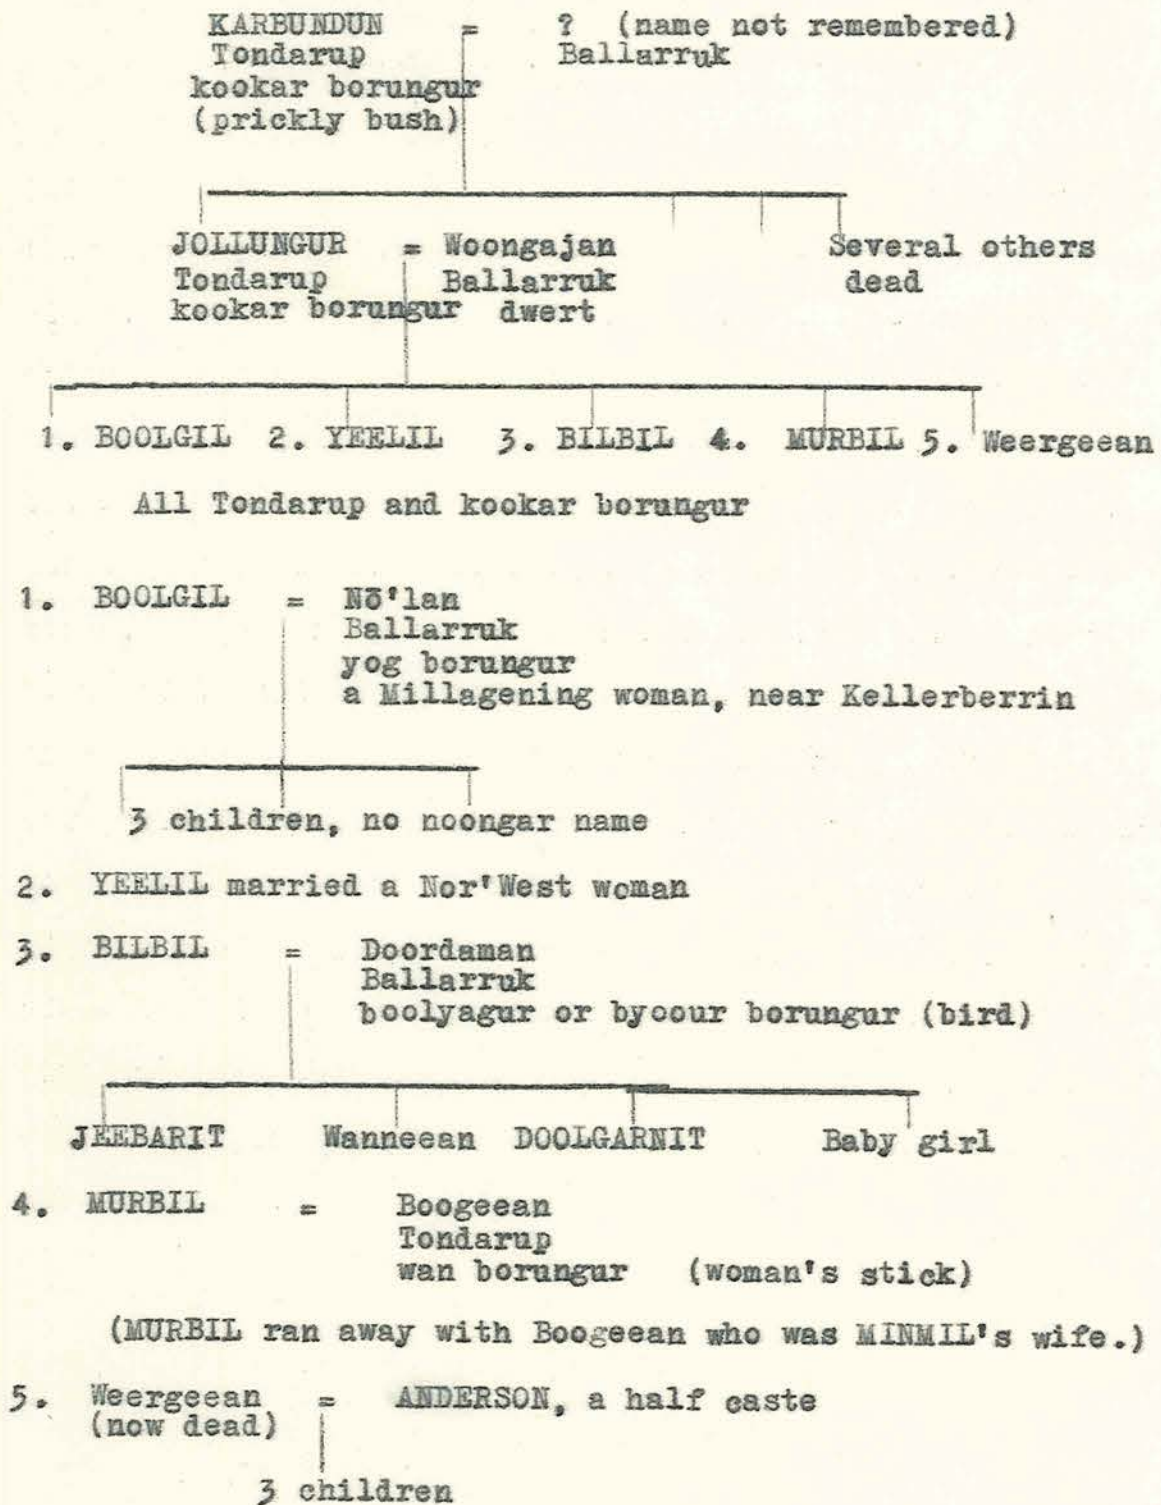 KARBUNDUN = ? (name not remembered)
Tondarup Ballarruk
kookar borungur
(prickly bush)
JOLLUNGUR = Woongajan Several others
Tondarup Ballarruk dead
kookar borungur dwert
1. BOOLGIL 2. YEELIL 3. BILBIL 4. MURBIL 5. Weergeean
All Tondarup and kookar borungur
1. BOOLGIL = Nō'lan
Ballarruk
yog borungur
a Millagening woman, near Kellerberrin
3 children, no noongar name
2. YEELIL married a Nor'West woman
3. BILBIL = Doordaman
Ballarruk
boolyagur or byoour borungur (bird)
JEEBARIT Wanneean DOOLGARNIT Baby girl
4. MURBIL = Boogeean
Tondarup
wan borungur (woman's stick)
(MURBIL ran away with Boogeean who was MINMIL's wife.)
5. Weergeean = ANDERSON, a half caste
(now dead)
3 children